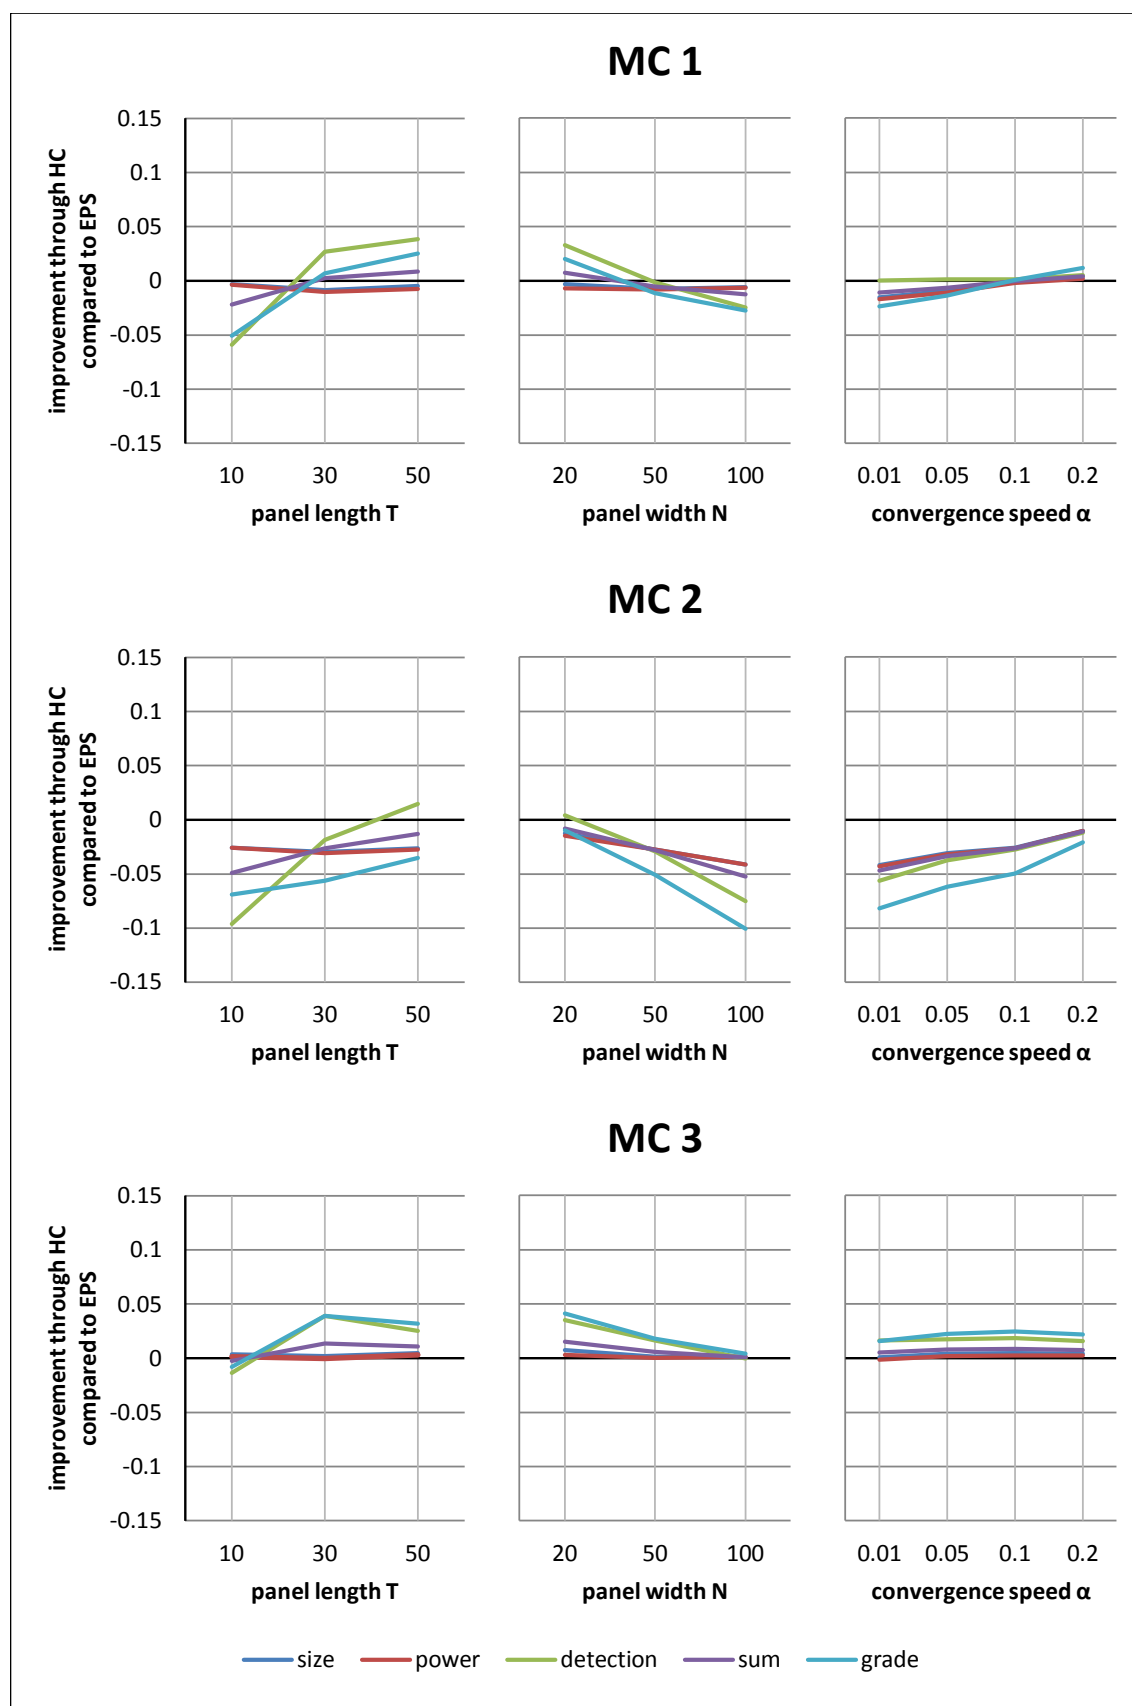 MC 1
improvement through HC
compared to EPS
0.15
0.1
0.05
0
-0.05
-0.1
-0.15
10 30 50
panel length T
20 50 100
panel width N
0.01 0.05 0.1 0.2
convergence speed α
MC 2
improvement through HC
compared to EPS
0.15
0.1
0.05
0
-0.05
-0.1
-0.15
10 30 50
panel length T
20 50 100
panel width N
0.01 0.05 0.1 0.2
convergence speed α
MC 3
improvement through HC
compared to EPS
0.15
0.1
0.05
0
-0.05
-0.1
-0.15
10 30 50
panel length T
20 50 100
panel width N
0.01 0.05 0.1 0.2
convergence speed α
size power detection sum grade